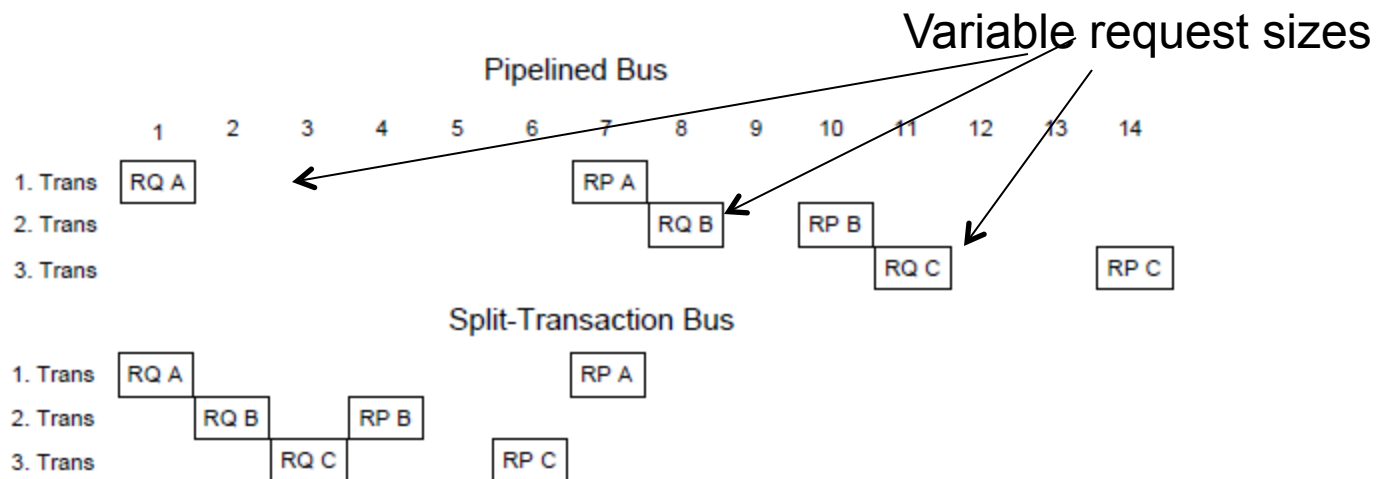 Variable request sizes
Pipelined Bus
1 2 3 4 5 6 7 8 9 10 11 12 13 14
1. Trans RQ A RP A
2. Trans RQ B RP B
3. Trans RQ C RP C
Split-Transaction Bus
1. Trans RQ A RP A
2. Trans RQ B RP B
3. Trans RQ C RP C